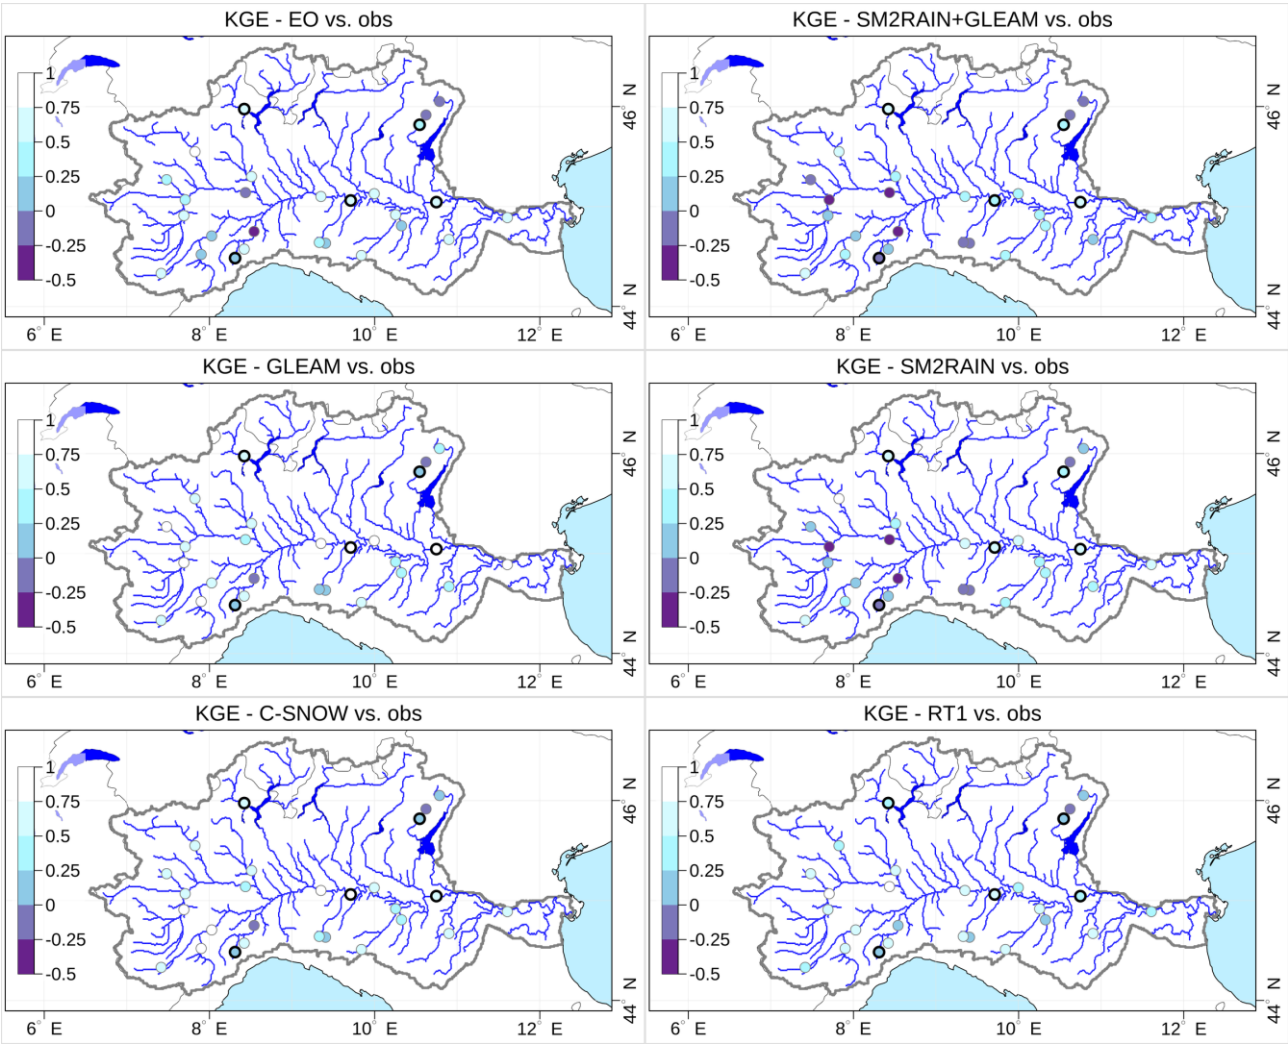 KGE - EO vs. obs
1
0.75
0.5
0.25
0
-0.25
-0.5
46° N
44° N
6° E 8° E 10° E 12° E
KGE - SM2RAIN+GLEAM vs. obs
1
0.75
0.5
0.25
0
-0.25
-0.5
46° N
44° N
6° E 8° E 10° E 12° E
KGE - GLEAM vs. obs
1
0.75
0.5
0.25
0
-0.25
-0.5
46° N
44° N
6° E 8° E 10° E 12° E
KGE - SM2RAIN vs. obs
1
0.75
0.5
0.25
0
-0.25
-0.5
46° N
44° N
6° E 8° E 10° E 12° E
KGE - C-SNOW vs. obs
1
0.75
0.5
0.25
0
-0.25
-0.5
46° N
44° N
6° E 8° E 10° E 12° E
KGE - RT1 vs. obs
1
0.75
0.5
0.25
0
-0.25
-0.5
46° N
44° N
6° E 8° E 10° E 12° E